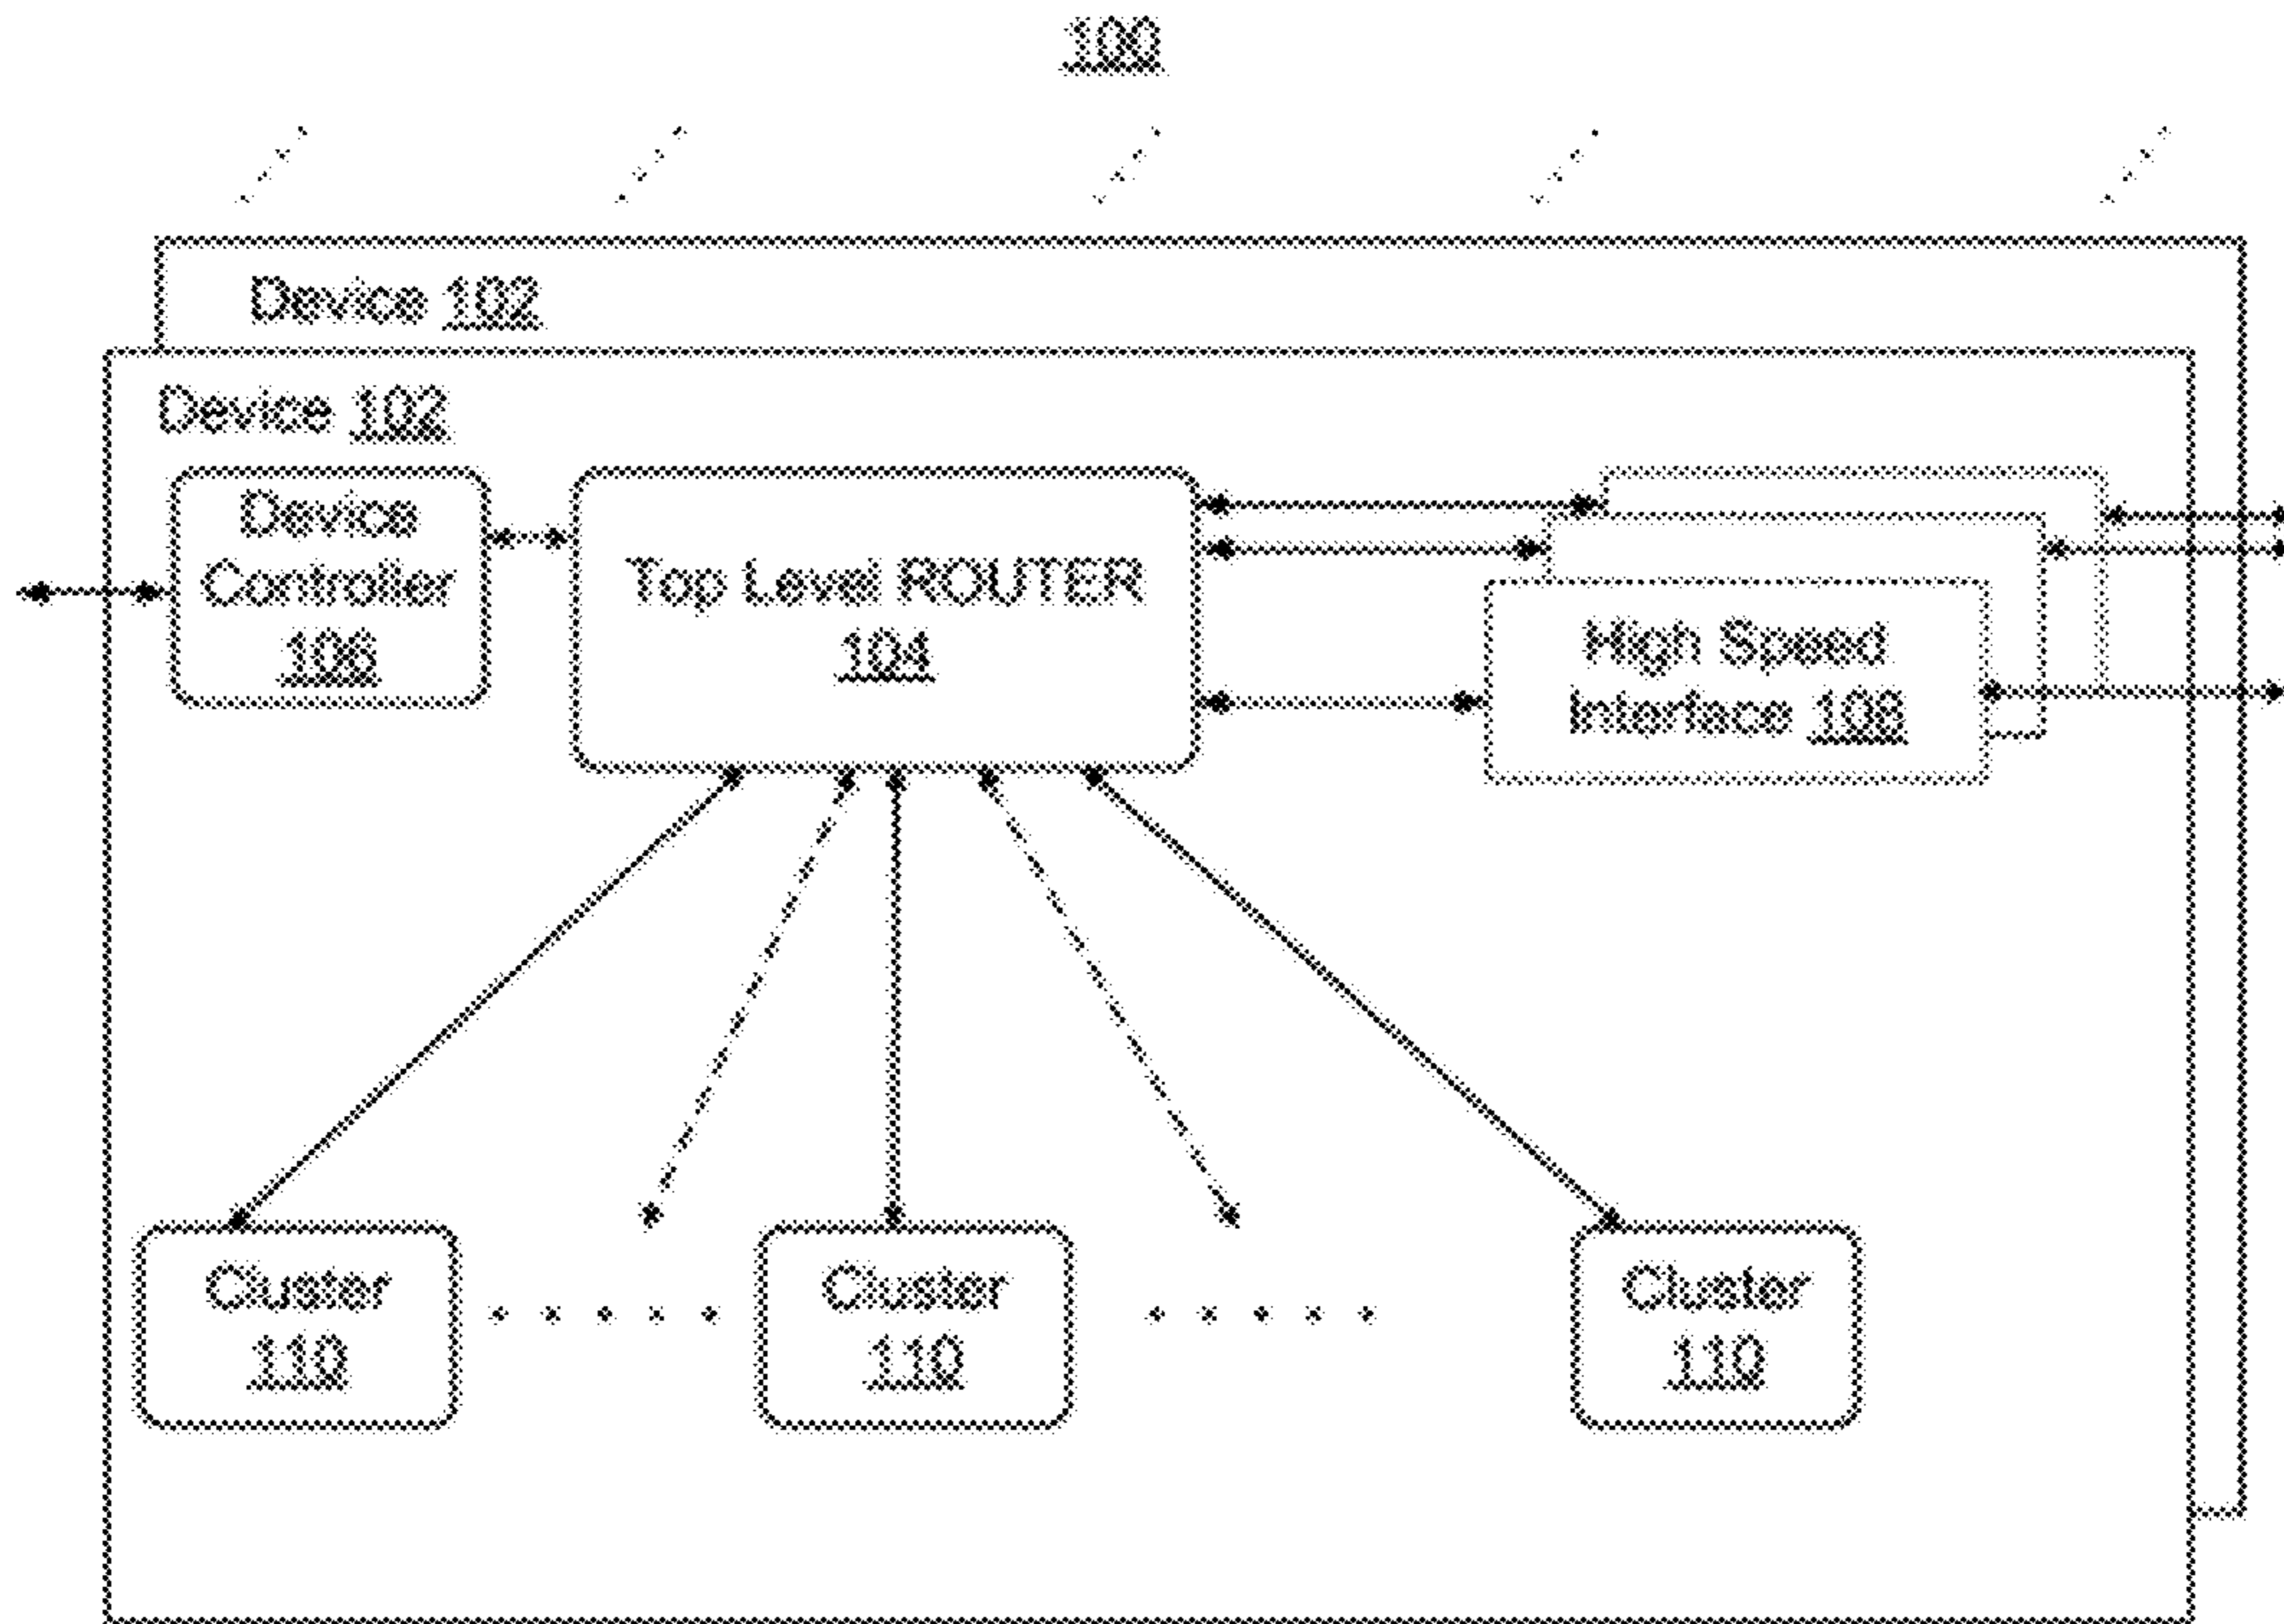 100
Device 102
Device 102
Device
Controller
106
Top Level ROUTER
104
High Speed
Interface 108
Cluster
110
Cluster
110
Cluster
110